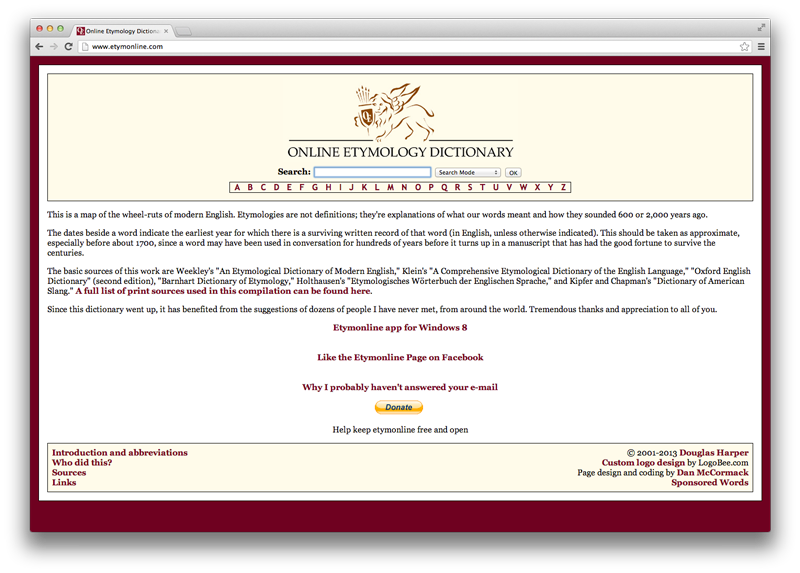 Online Etymology Dictiona
www.etymonline.com
ONLINE ETYMOLOGY DICTIONARY
Search: Search Mode OK
A B C D E F G H I J K L M N O P Q R S T U V W X Y Z
This is a map of the wheel-ruts of modern English. Etymologies are not definitions; they're explanations of what our words meant and how they sounded 600 or 2,000 years ago.
The dates beside a word indicate the earliest year for which there is a surviving written record of that word (in English, unless otherwise indicated). This should be taken as approximate,
especially before about 1700, since a word may have been used in conversation for hundreds of years before it turns up in a manuscript that has had the good fortune to survive the
centuries.
The basic sources of this work are Weekley's "An Etymological Dictionary of Modern English," Klein's "A Comprehensive Etymological Dictionary of the English Language," "Oxford English
Dictionary" (second edition), "Barnhart Dictionary of Etymology," Holthausen's "Etymologisches Wörterbuch der Englischen Sprache," and Kipfer and Chapman's "Dictionary of American
Slang." A full list of print sources used in this compilation can be found here.
Since this dictionary went up, it has benefited from the suggestions of dozens of people I have never met, from around the world. Tremendous thanks and appreciation to all of you.
Etymonline app for Windows 8
Like the Etymonline Page on Facebook
Why I probably haven't answered your e-mail
Donate
Help keep etymonline free and open
Introduction and abbreviations
Who did this?
Sources
Links
© 2001-2013 Douglas Harper
Custom logo design by LogoBee.com
Page design and coding by Dan McCormack
Sponsored Words